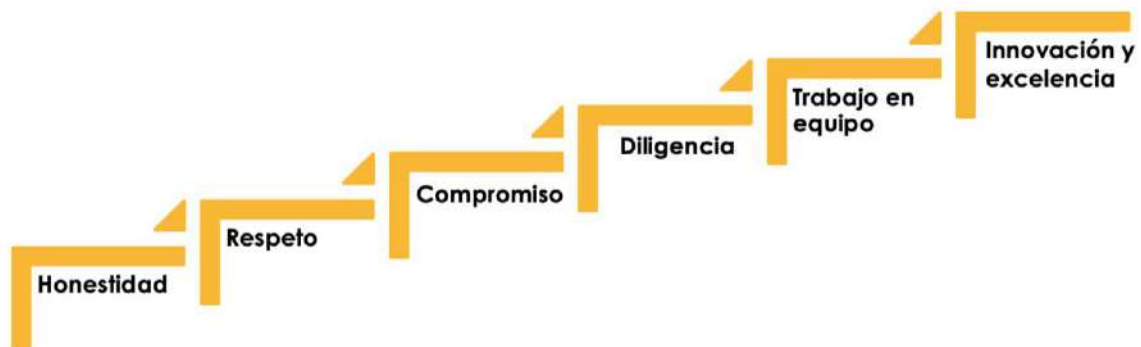 Honestidad
Respeto
Compromiso
Diligencia
Trabajo en
equipo
Innovación y
excelencia